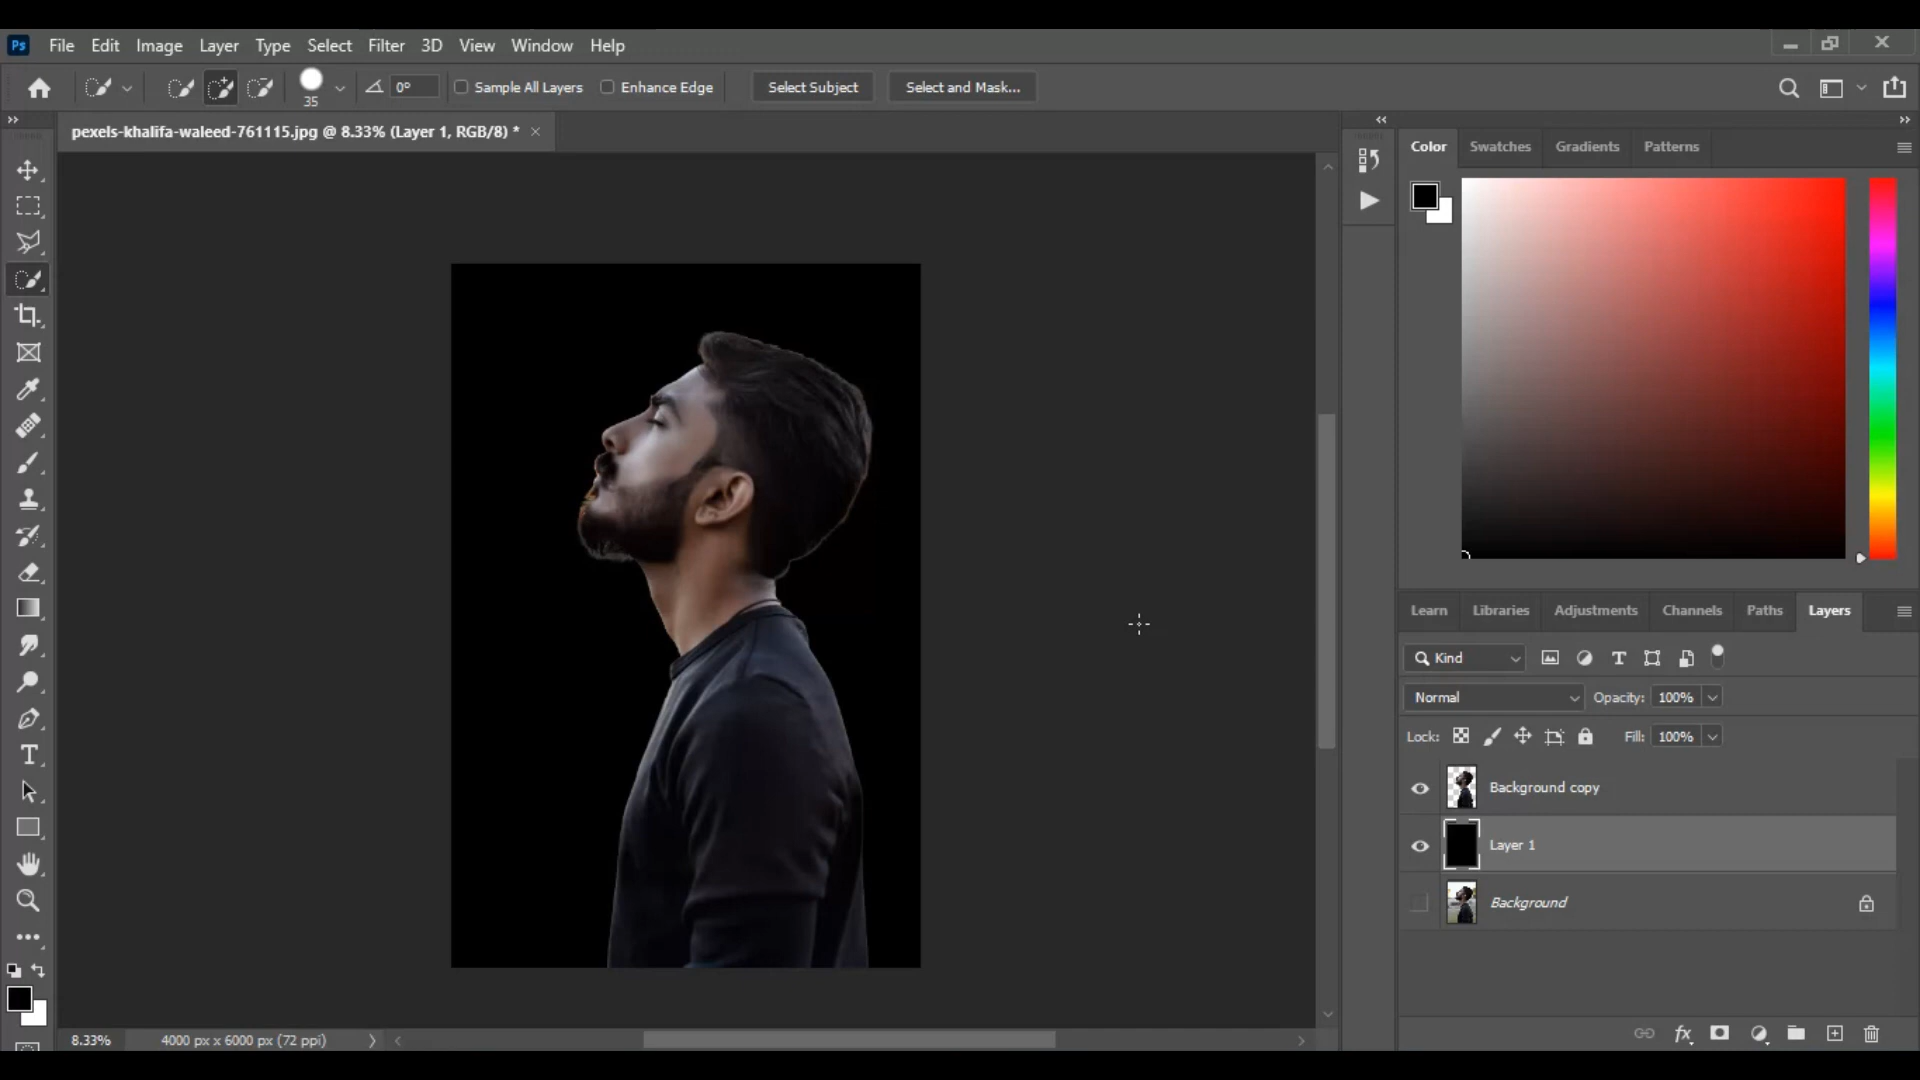 Ps File Edit Image Layer Type Select Filter 3D View Window Help
35 0° Sample All Layers Enhance Edge Select Subject Select and Mask...
pexels-khalifa-waleed-761115.jpg @ 8.33% (Layer 1, RGB/8) *
Color Swatches Gradients Patterns
Learn Libraries Adjustments Channels Paths Layers
Kind
Normal Opacity: 100%
Lock: Fill: 100%
Background copy
Layer 1
Background
8.33% 4000 px x 6000 px (72 ppi)